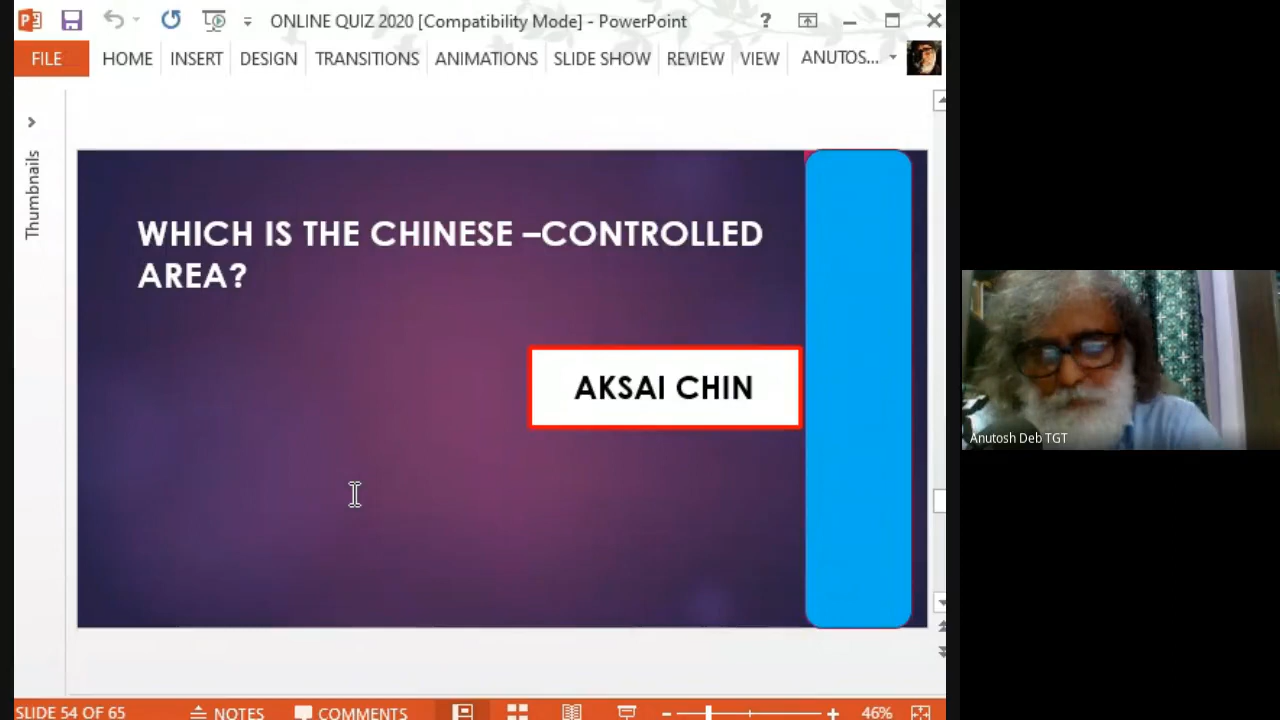 ONLINE QUIZ 2020 [Compatibility Mode] - PowerPoint
?
FILE HOME INSERT DESIGN TRANSITIONS ANIMATIONS SLIDE SHOW REVIEW VIEW ANUTOS...
Thumbnails
WHICH IS THE CHINESE –CONTROLLED
AREA?
AKSAI CHIN
Anutosh Deb TGT
SLIDE 54 OF 65 NOTES COMMENTS 46%